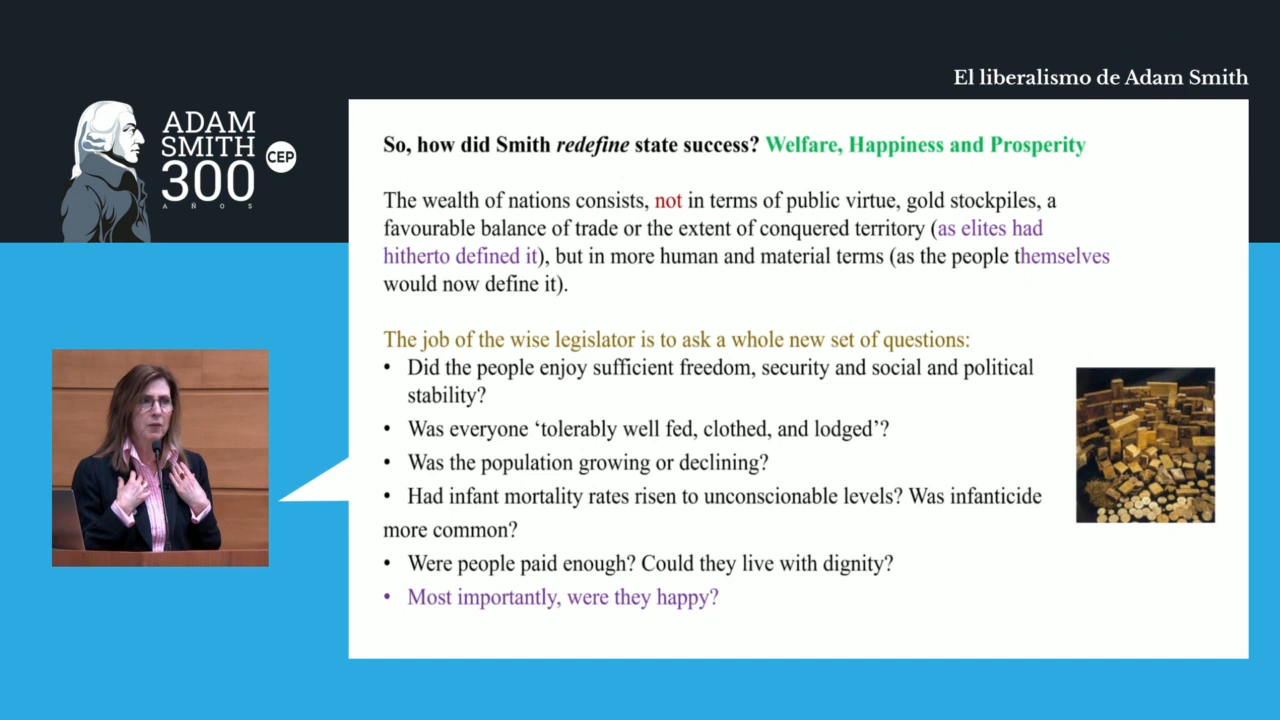 El liberalismo de Adam Smith
ADAM
SMITH
300
AÑOS
CEP
So, how did Smith redefine state success? Welfare, Happiness and Prosperity
The wealth of nations consists, not in terms of public virtue, gold stockpiles, a
favourable balance of trade or the extent of conquered territory (as elites had
hitherto defined it), but in more human and material terms (as the people themselves
would now define it).
The job of the wise legislator is to ask a whole new set of questions:
• Did the people enjoy sufficient freedom, security and social and political
stability?
• Was everyone ‘tolerably well fed, clothed, and lodged’?
• Was the population growing or declining?
• Had infant mortality rates risen to unconscionable levels? Was infanticide
more common?
• Were people paid enough? Could they live with dignity?
• Most importantly, were they happy?